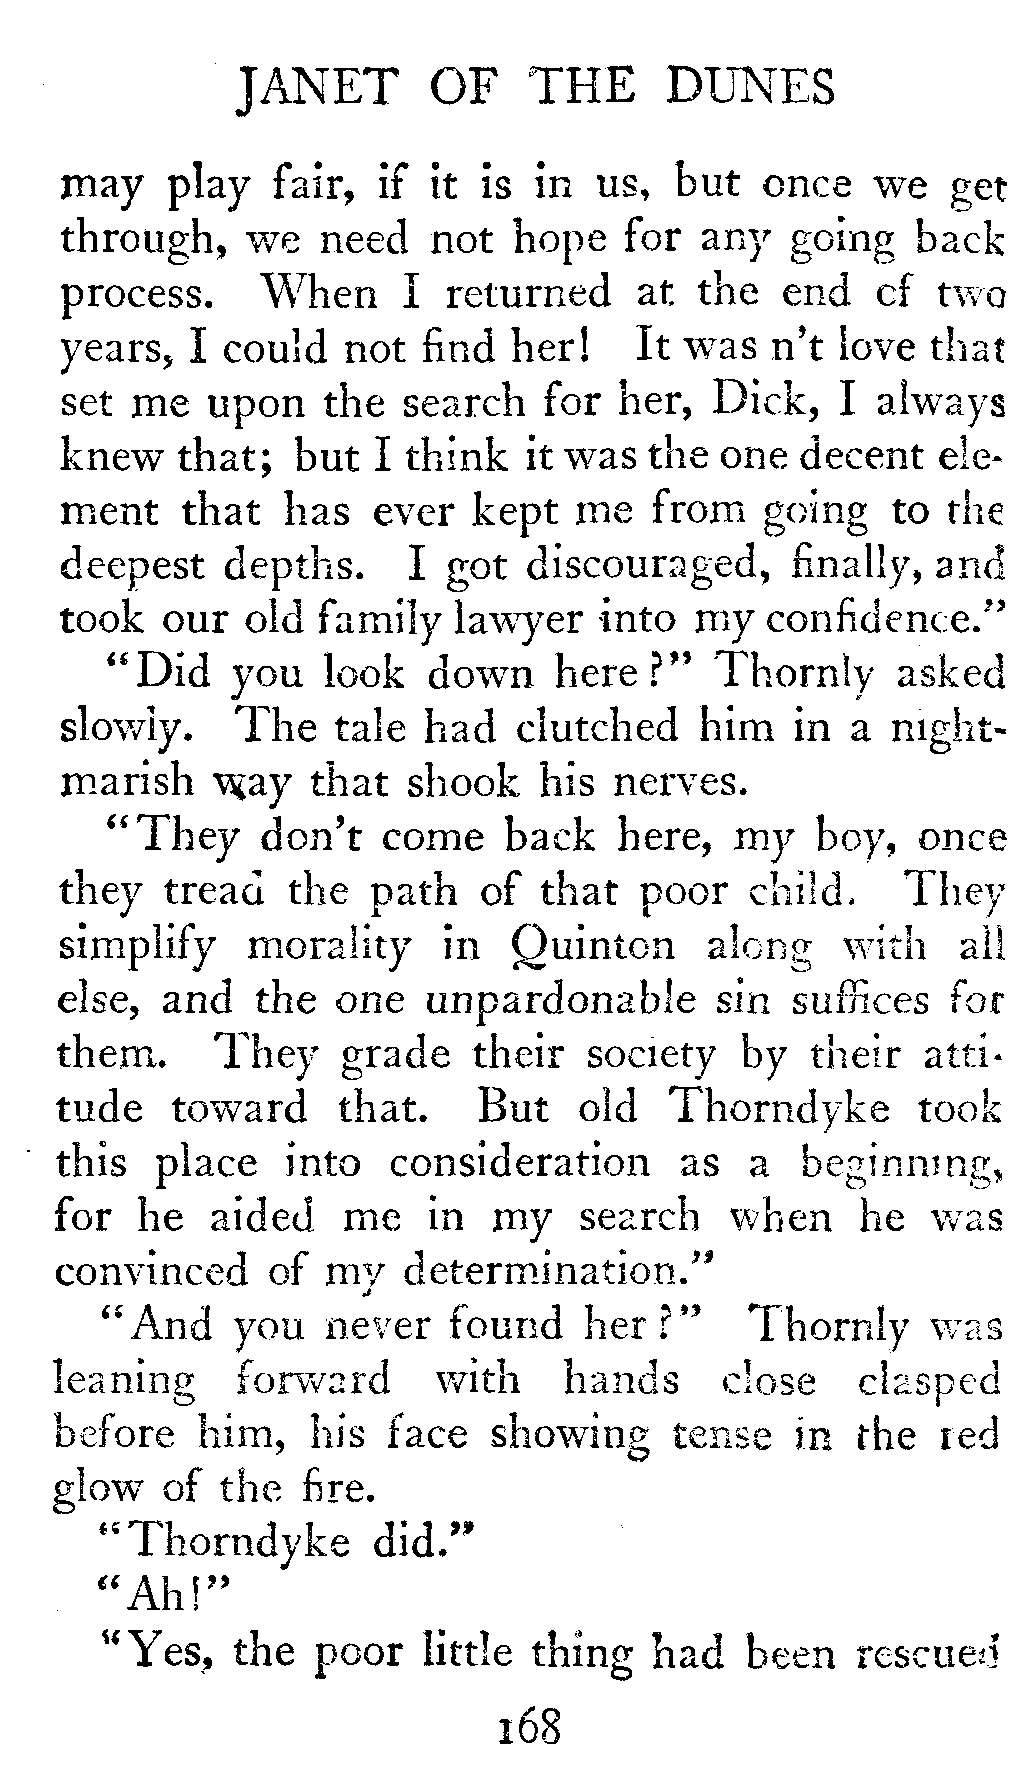 JANET OF THE DUNES
may play fair, if it is in us, but once we get
through, we need not hope for any going back
process. When I returned at the end of two
years, I could not find her! It was n't love that
set me upon the search for her, Dick, I always
knew that; but I think it was the one decent ele-
ment that has ever kept me from going to the
deepest depths. I got discouraged, finally, and
took our old family lawyer into my confidence."
"Did you look down here?" Thornly asked
slowly. The tale had clutched him in a night-
marish way that shook his nerves.
"They don't come back here, my boy, once
they tread the path of that poor child. They
simplify morality in Quinton along with all
else, and the one unpardonable sin suffices for
them. They grade their society by their atti-
tude toward that. But old Thorndyke took
this place into consideration as a beginning,
for he aided me in my search when he was
convinced of my determination."
"And you never found her?" Thornly was
leaning forward with hands close clasped
before him, his face showing tense in the red
glow of the fire.
"Thorndyke did."
"Ah!"
"Yes, the poor little thing had been rescued
168